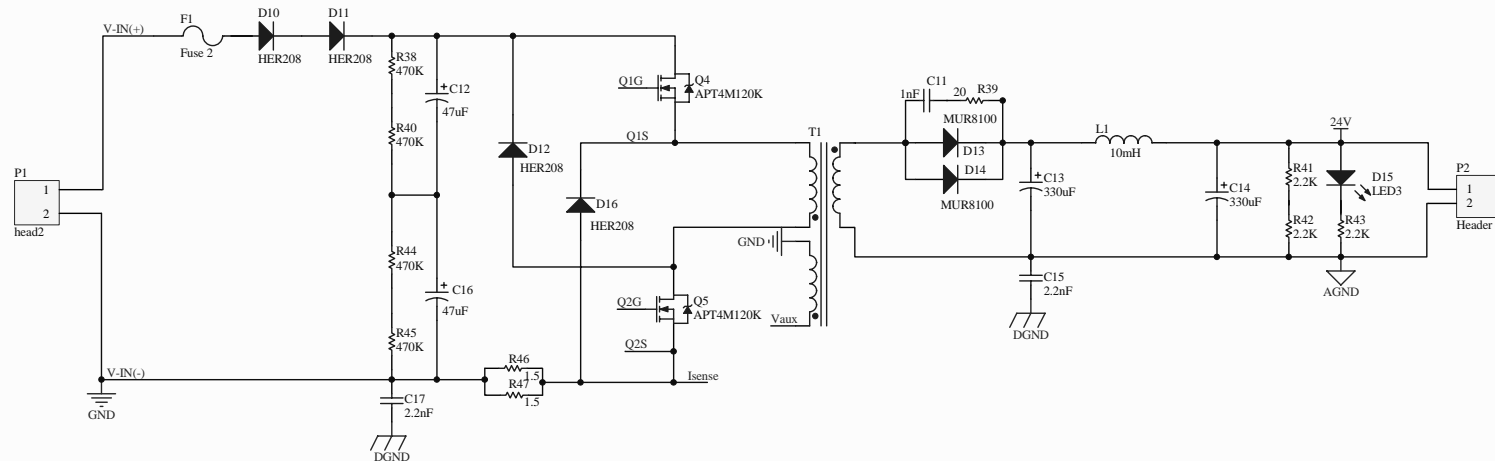 V-IN(+)
F1
Fuse 2
D10
HER208
D11
HER208
R38
470K
C12
47uF
R40
470K
D12
HER208
Q1G
Q4
APT4M120K
Q1S
D16
HER208
P1
1
2
head2
R44
470K
C16
47uF
R45
470K
Q2G
Q5
APT4M120K
Q2S
V-IN(-)
GND
C17
2.2nF
DGND
R46
1.5
R47
1.5
Isense
T1
GND
Vaux
C11
1nF
20
R39
MUR8100
D13
D14
MUR8100
C13
330uF
L1
10mH
C14
330uF
C15
2.2nF
DGND
24V
R41
2.2K
R42
2.2K
D15
LED3
R43
2.2K
AGND
P2
1
2
Header